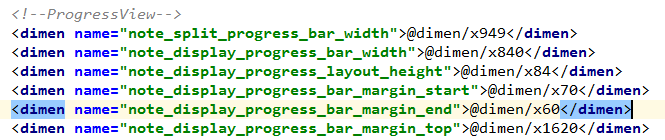 <!--ProgressView-->
<dimen name="note_split_progress_bar_width">@dimen/x949</dimen>
<dimen name="note_display_progress_bar_width">@dimen/x840</dimen>
<dimen name="note_display_progress_layout_height">@dimen/x84</dimen>
<dimen name="note_display_progress_bar_margin_start">@dimen/x70</dimen>
<dimen name="note_display_progress_bar_margin_end">@dimen/x60</dimen>
<dimen name="note_display_progress_bar_margin_top">@dimen/x1620</dimen>